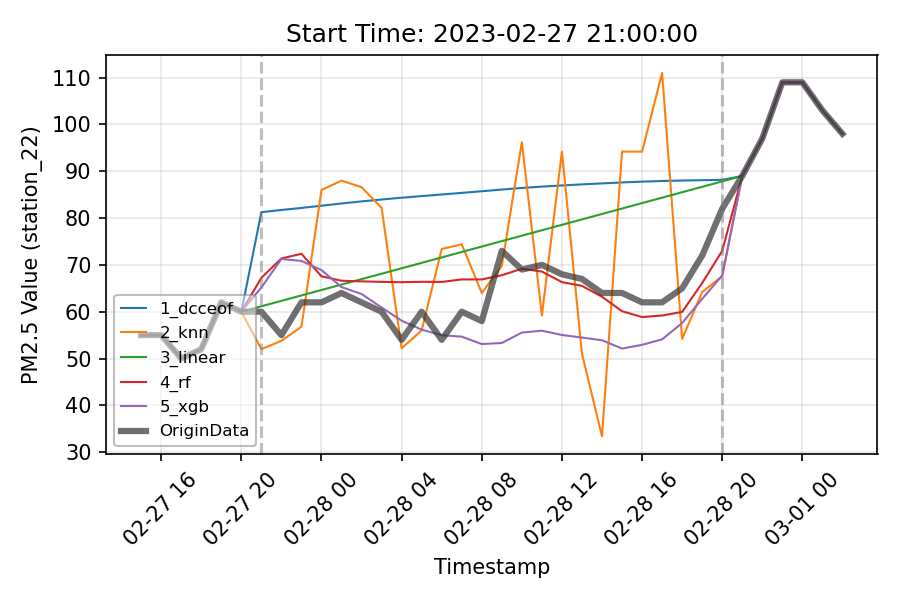 Start Time: 2023-02-27 21:00:00
PM2.5 Value (station_22)
110
100
90
80
70
60
50
40
30
1_dcceof
2_knn
3_linear
4_rf
5_xgb
OriginData
02-27 16
02-27 20
02-28 00
02-28 04
02-28 08
02-28 12
02-28 16
02-28 20
03-01 00
Timestamp